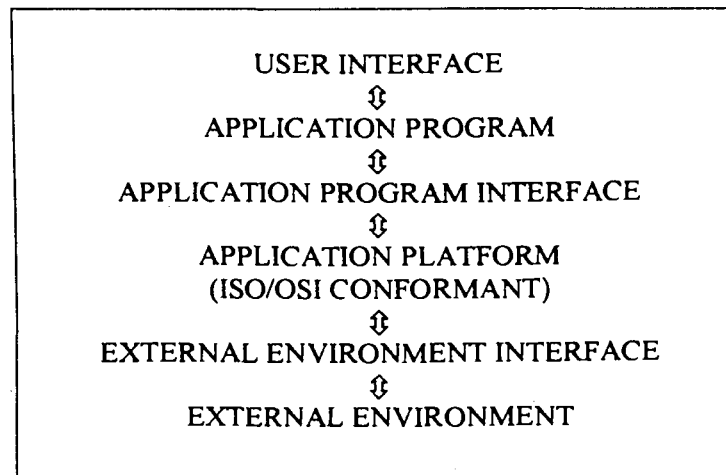 USER INTERFACE
⇕
APPLICATION PROGRAM
⇕
APPLICATION PROGRAM INTERFACE
⇕
APPLICATION PLATFORM
(ISO/OSI CONFORMANT)
⇕
EXTERNAL ENVIRONMENT INTERFACE
⇕
EXTERNAL ENVIRONMENT